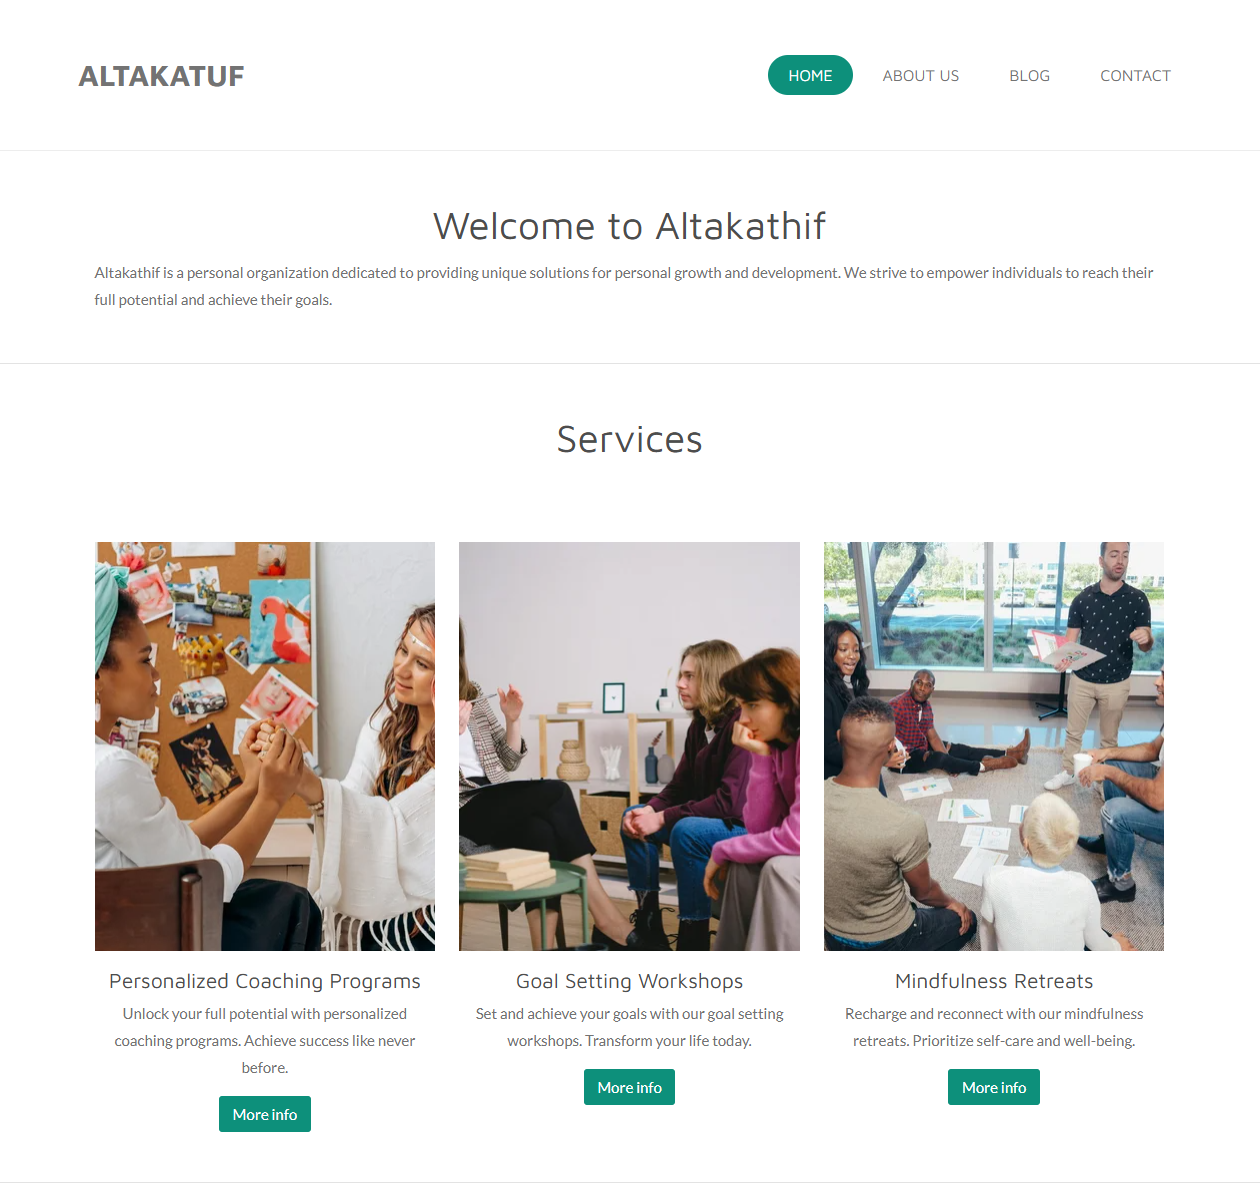 ALTAKATUF
HOME
ABOUT US
BLOG
CONTACT
Welcome to Altakathif
Altakathif is a personal organization dedicated to providing unique solutions for personal growth and development. We strive to empower individuals to reach their
full potential and achieve their goals.
Services
Personalized Coaching Programs
Unlock your full potential with personalized
coaching programs. Achieve success like never
before.
More info
Goal Setting Workshops
Set and achieve your goals with our goal setting
workshops. Transform your life today.
More info
Mindfulness Retreats
Recharge and reconnect with our mindfulness
retreats. Prioritize self-care and well-being.
More info